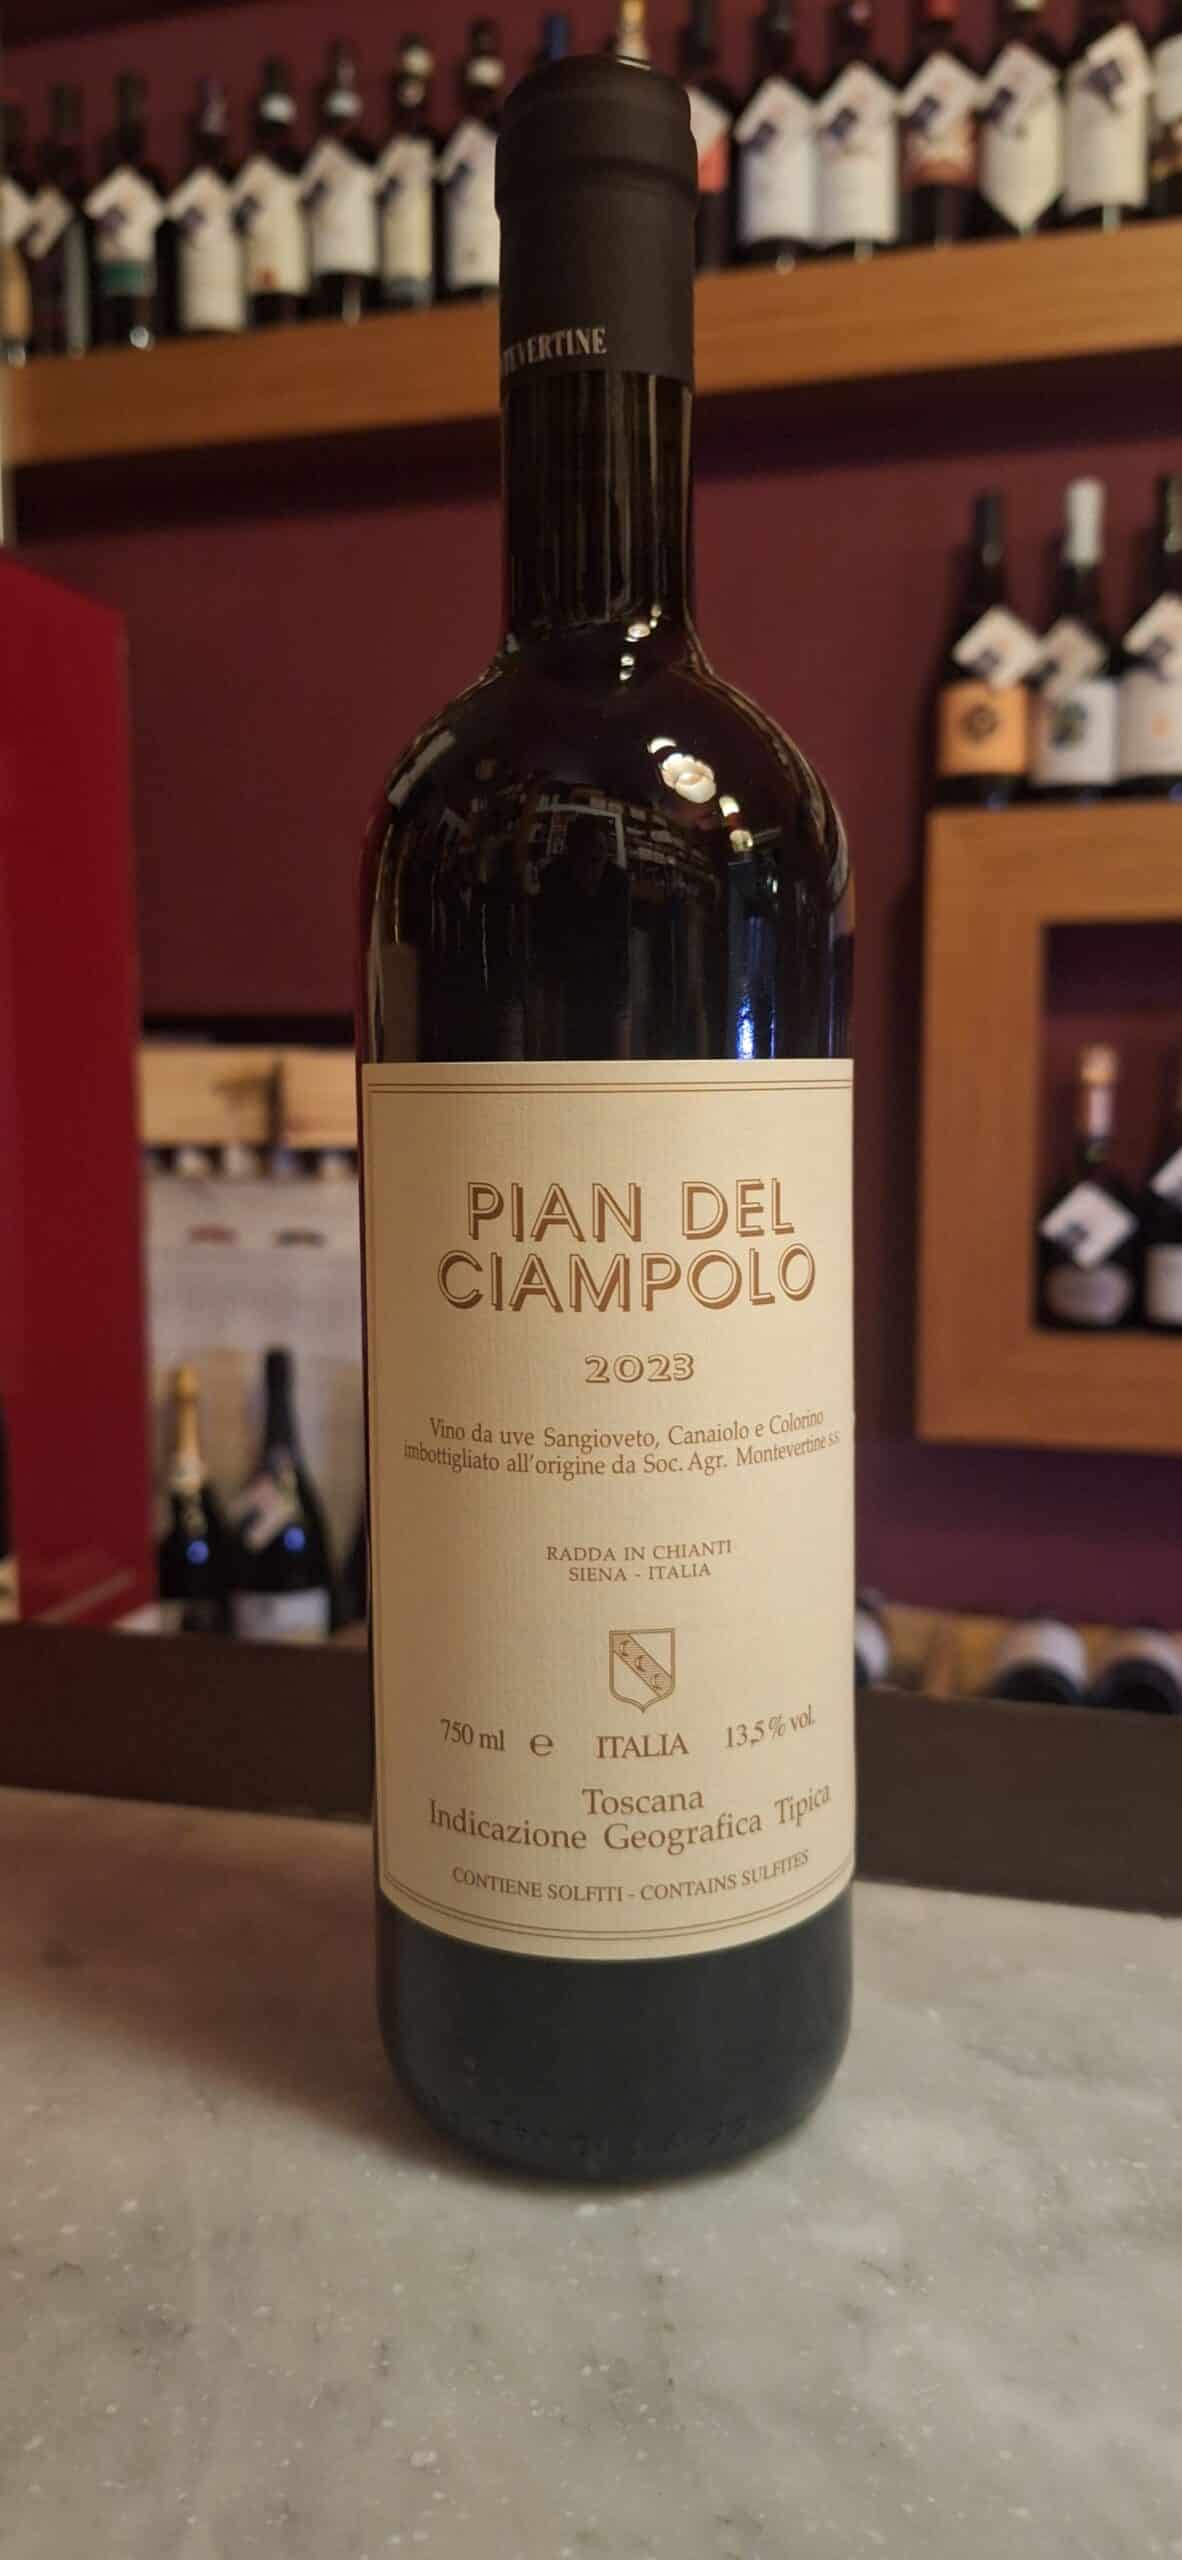 TEVERTINE
PIAN DEL
CIAMPOLO
2023
Vino da uve Sangioveto, Canaiolo e Colorino
imbottigliato all'origine da Soc. Agr. Montevertine s.s.
RADDA IN CHIANTI
SIENA - ITALIA
750 ml e ITALIA 13,5 % vol.
Toscana
Indicazione Geografica Tipica
CONTIENE SOLFITI - CONTAINS SULFITES